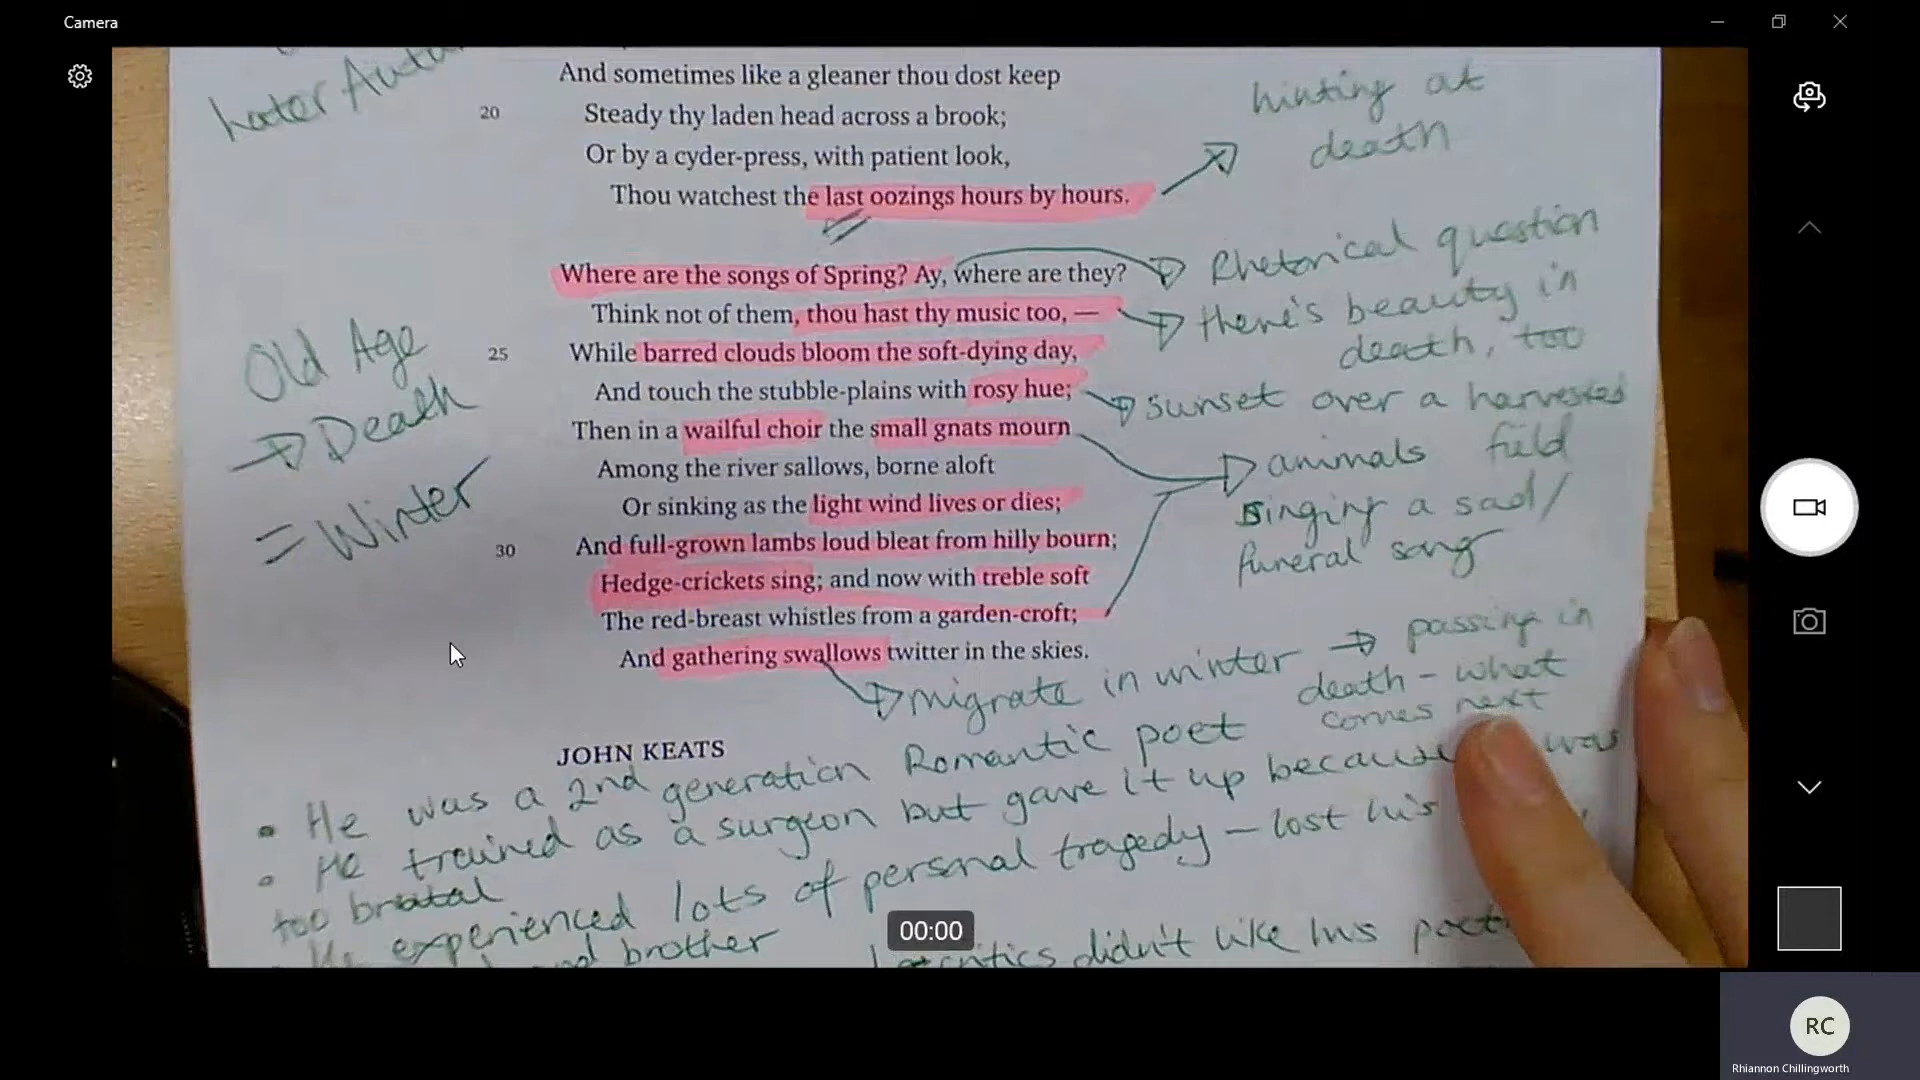 Camera
And sometimes like a gleaner thou dost keep
20 Steady thy laden head across a brook;
Or by a cyder-press, with patient look,
Thou watchest the last oozings hours by hours.
Where are the songs of Spring? Ay, where are they?
Think not of them, thou hast thy music too, —
25 While barred clouds bloom the soft-dying day,
And touch the stubble-plains with rosy hue;
Then in a wailful choir the small gnats mourn
Among the river sallows, borne aloft
Or sinking as the light wind lives or dies;
30 And full-grown lambs loud bleat from hilly bourn;
Hedge-crickets sing; and now with treble soft
The red-breast whistles from a garden-croft;
And gathering swallows twitter in the skies.
JOHN KEATS
Later
hinting at
death
Rhetorical question
there's beauty in
death, too
sunset over a harvested
field
animals
singing a sad/
funeral song
Old Age
Death
= Winter
migrate in winter
passing in
death - what
comes next
• He was a 2nd generation Romantic poet
• He trained as a surgeon but gave it up because was
too brutal
He experienced lots of personal tragedy - lost his
brother
critics didn't like his
00:00
RC
Rhiannon Chillingworth